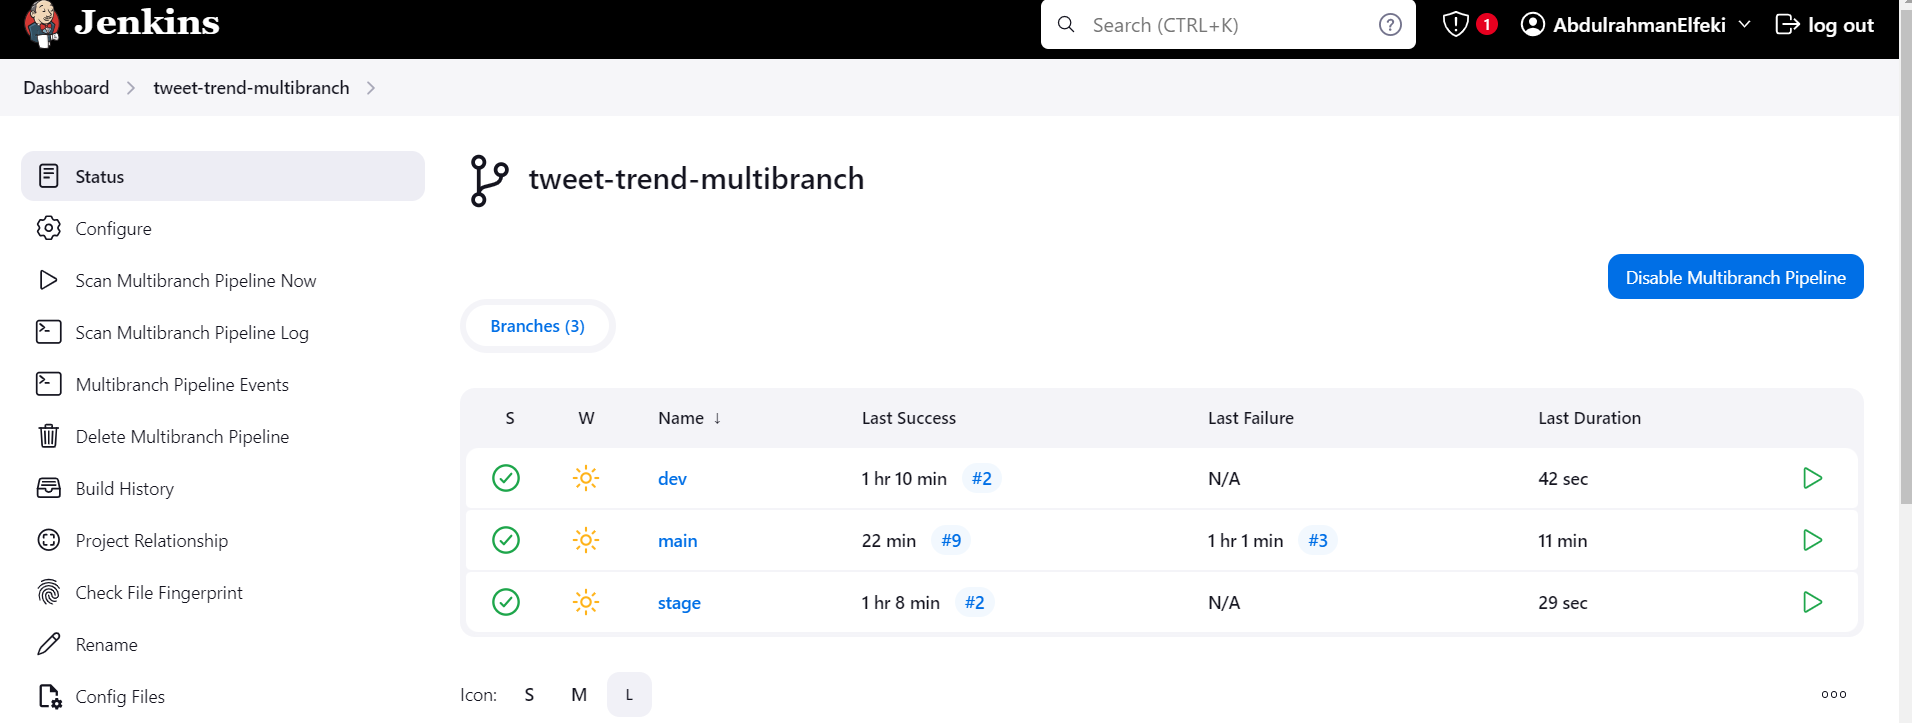 Jenkins
Search (CTRL+K)
?
1
AbdulrahmanElfeki
log out
Dashboard
tweet-trend-multibranch
Status
Configure
Scan Multibranch Pipeline Now
Scan Multibranch Pipeline Log
Multibranch Pipeline Events
Delete Multibranch Pipeline
Build History
Project Relationship
Check File Fingerprint
Rename
Config Files
tweet-trend-multibranch
Disable Multibranch Pipeline
Branches (3)
S W Name ↓ Last Success Last Failure Last Duration
dev 1 hr 10 min #2 N/A 42 sec
main 22 min #9 1 hr 1 min #3 11 min
stage 1 hr 8 min #2 N/A 29 sec
Icon: S M L